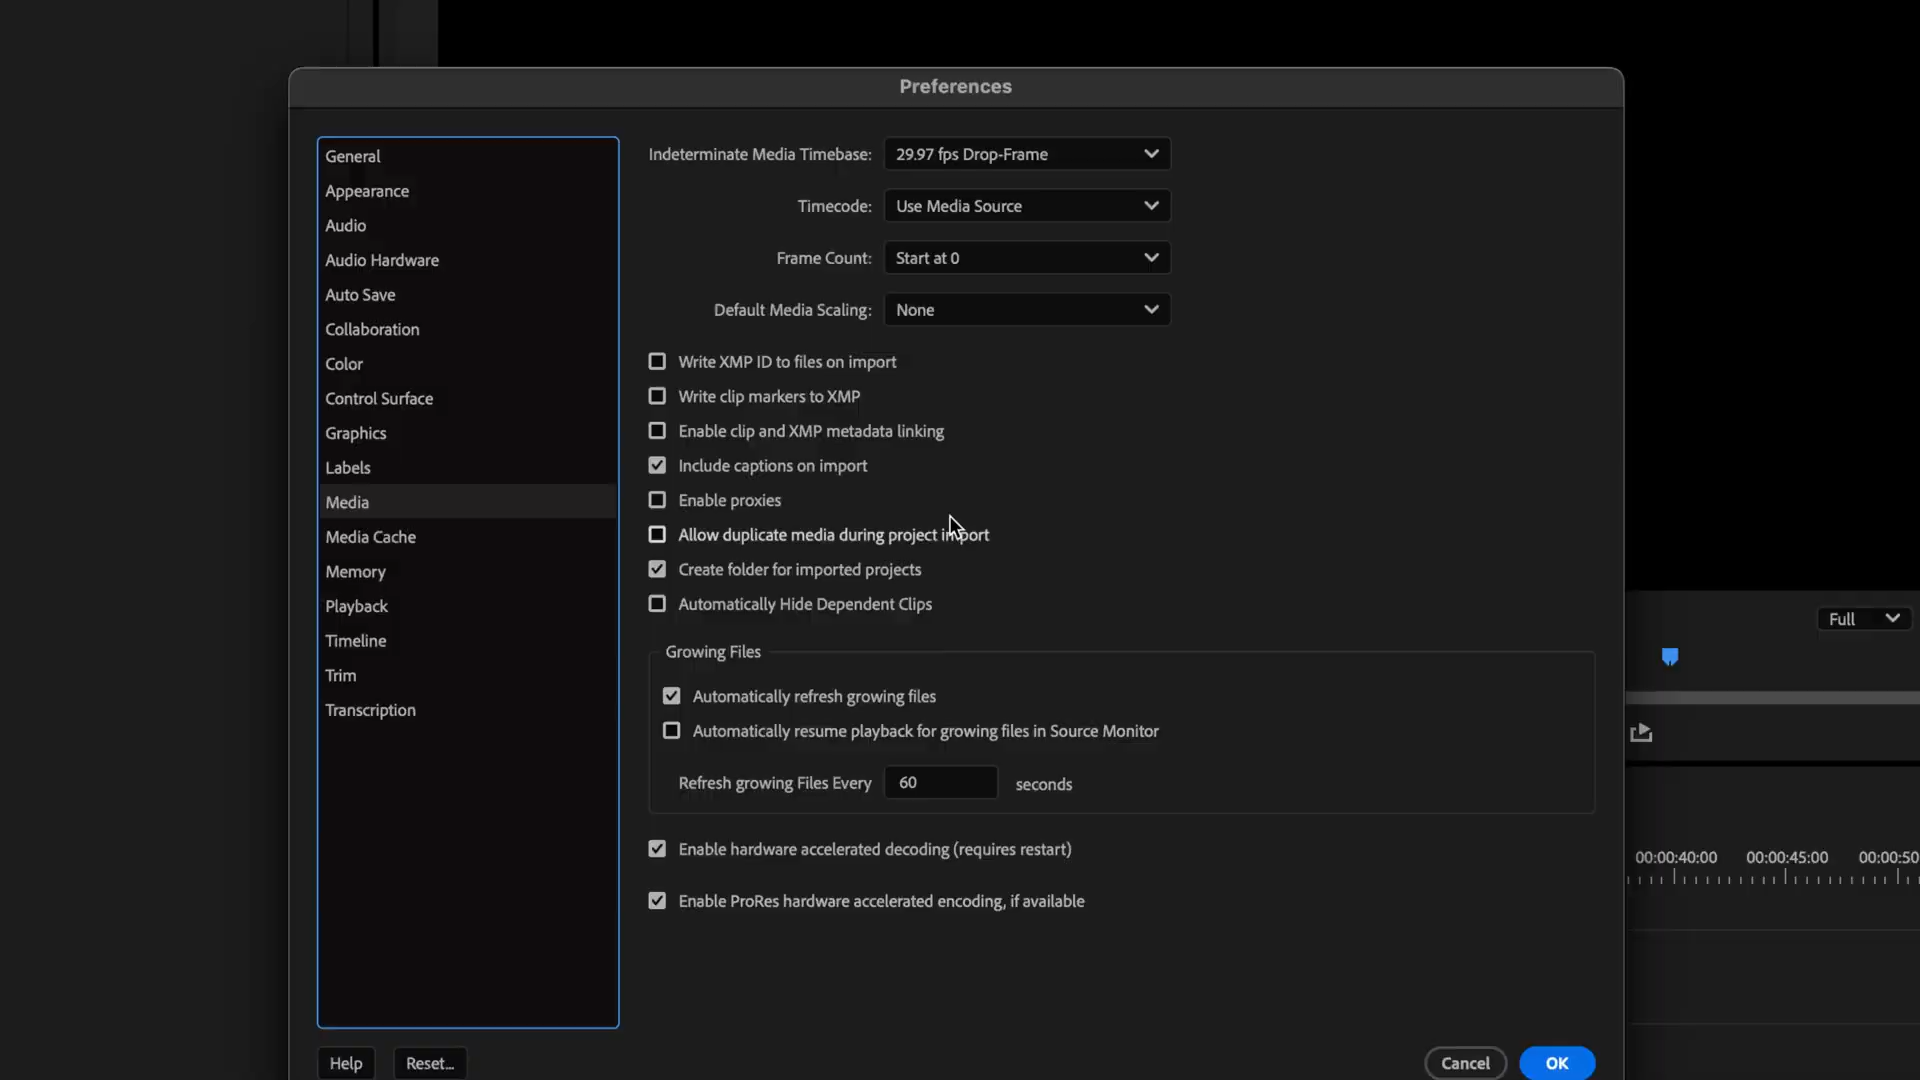 Preferences
General
Appearance
Audio
Audio Hardware
Auto Save
Collaboration
Color
Control Surface
Graphics
Labels
Media
Media Cache
Memory
Playback
Timeline
Trim
Transcription
Indeterminate Media Timebase: 29.97 fps Drop-Frame
Timecode: Use Media Source
Frame Count: Start at 0
Default Media Scaling: None
Write XMP ID to files on import
Write clip markers to XMP
Enable clip and XMP metadata linking
Include captions on import
Enable proxies
Allow duplicate media during project import
Create folder for imported projects
Automatically Hide Dependent Clips
Growing Files
Automatically refresh growing files
Automatically resume playback for growing files in Source Monitor
Refresh growing Files Every 60 seconds
Enable hardware accelerated decoding (requires restart)
Enable ProRes hardware accelerated encoding, if available
Help Reset... Cancel OK
Full
00:00:40:00 00:00:45:00 00:00:50